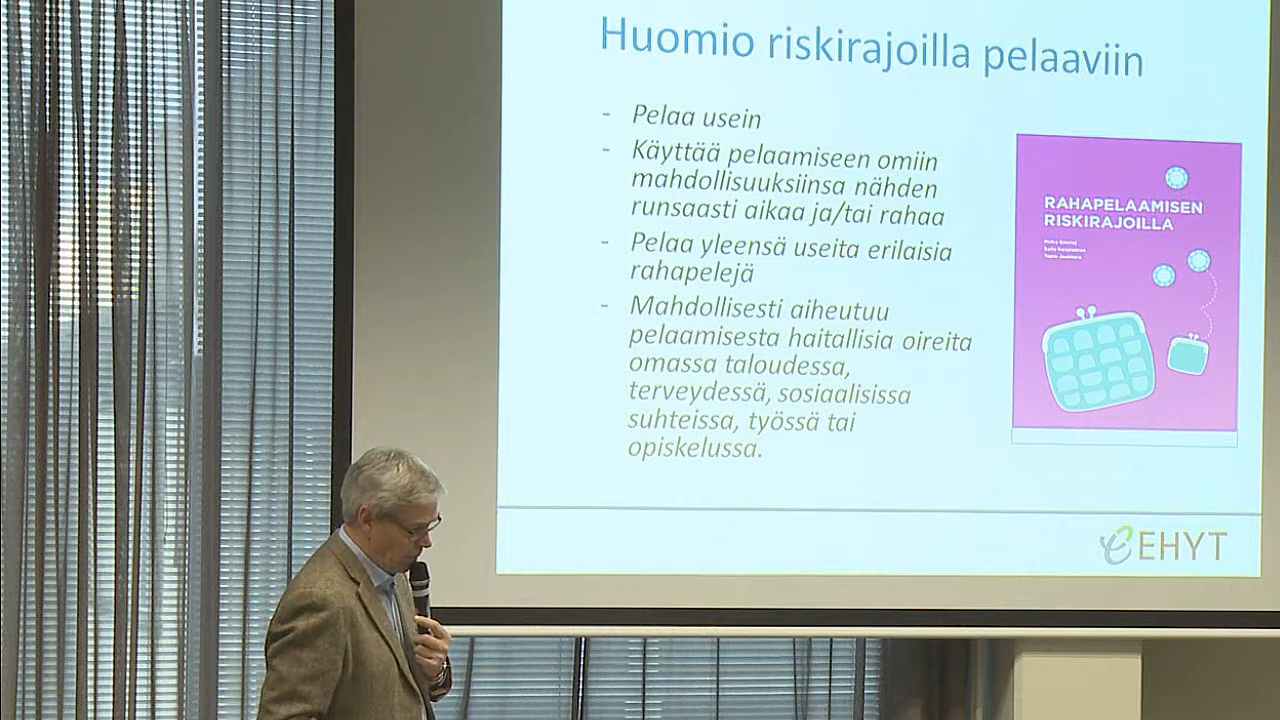 Huomio riskirajoilla pelaaviin
- Pelaa usein
- Käyttää pelaamiseen omiin
mahdollisuuksiinsa nähden
runsaasti aikaa ja/tai rahaa
- Pelaa yleensä useita erilaisia
rahapelejä
- Mahdollisesti aiheutuu
pelaamisesta haitallisia oireita
omassa taloudessa,
terveydessä, sosiaalisissa
suhteissa, työssä tai
opiskelussa.
RAHAPELAAMISEN
RISKIRAJOILLA
EHYT